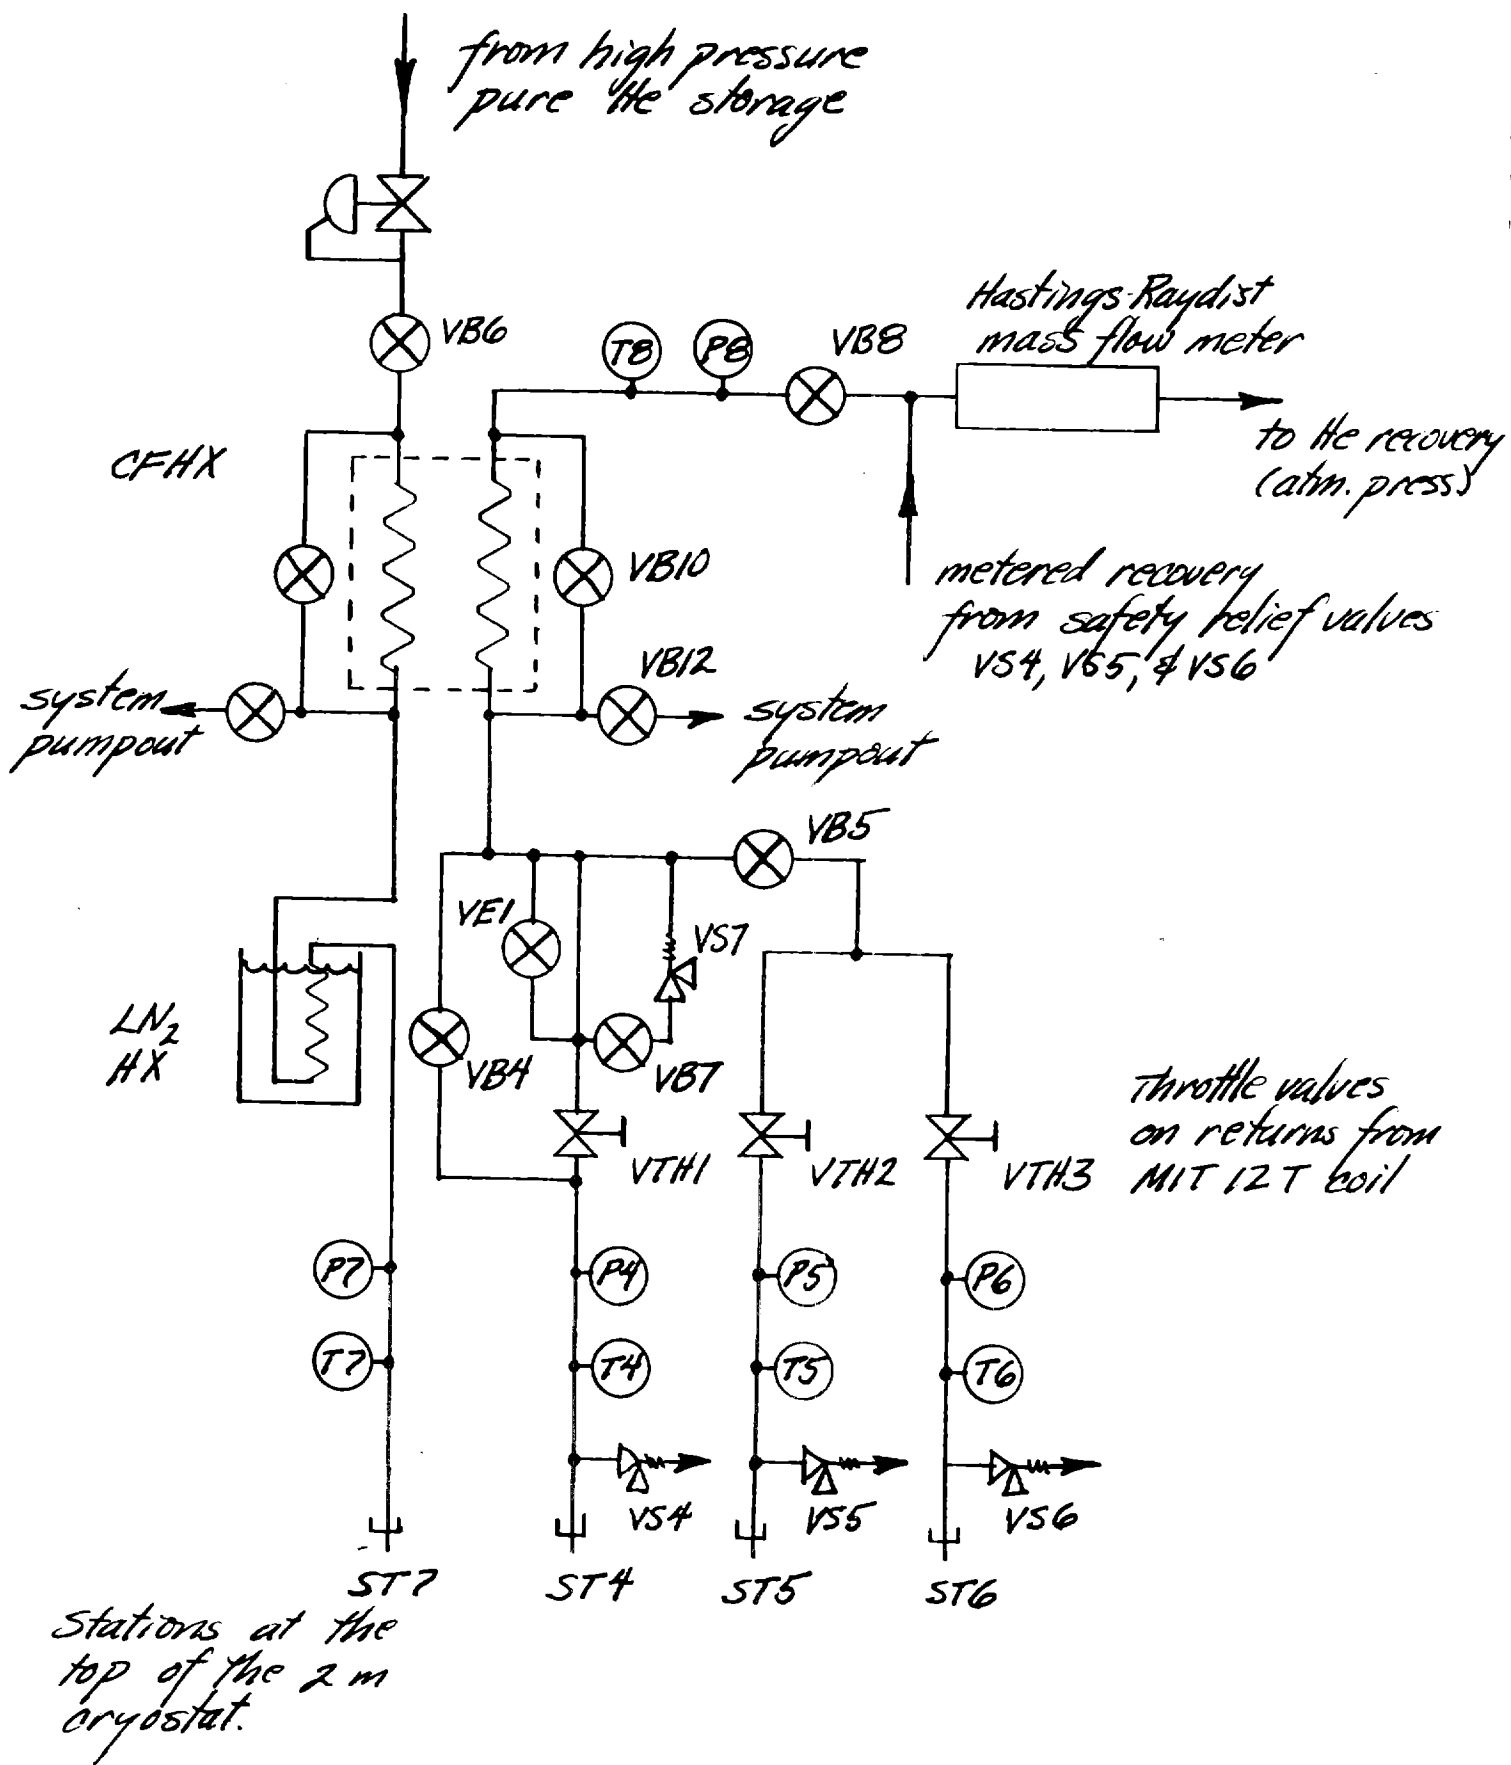 from high pressure
pure He storage
VB6
T8
P8
VB8
Hastings-Raydist
mass flow meter
to He recovery
(atm. press)
CFHX
VB10
metered recovery
from safety relief valves
VS4, VS5, & VS6
VB12
system
pumpout
system
pumpout
VB5
VE1
VS7
LN2
HX
VB4
VB7
VTH1
VTH2
VTH3
Throttle valves
on returns from
MIT 12 T coil
P7
P4
P5
P6
T7
T4
T5
T6
VS4
VS5
VS6
ST7
ST4
ST5
ST6
Stations at the
top of the 2 m
cryostat.